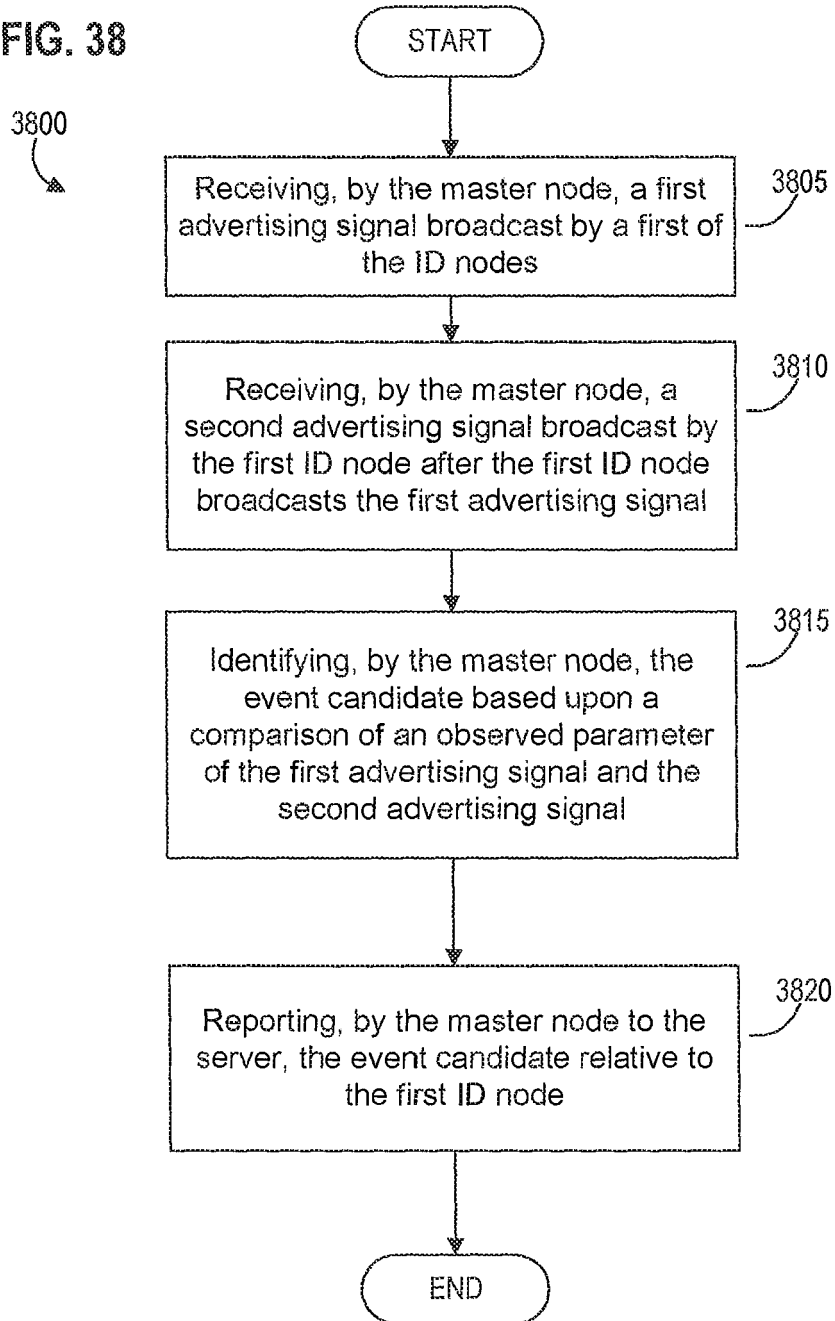 FIG. 38
START
3800
Receiving, by the master node, a first
advertising signal broadcast by a first of
the ID nodes
3805
Receiving, by the master node, a
second advertising signal broadcast by
the first ID node after the first ID node
broadcasts the first advertising signal
3810
Identifying, by the master node, the
event candidate based upon a
comparison of an observed parameter
of the first advertising signal and the
second advertising signal
3815
Reporting, by the master node to the
server, the event candidate relative to
the first ID node
3820
END